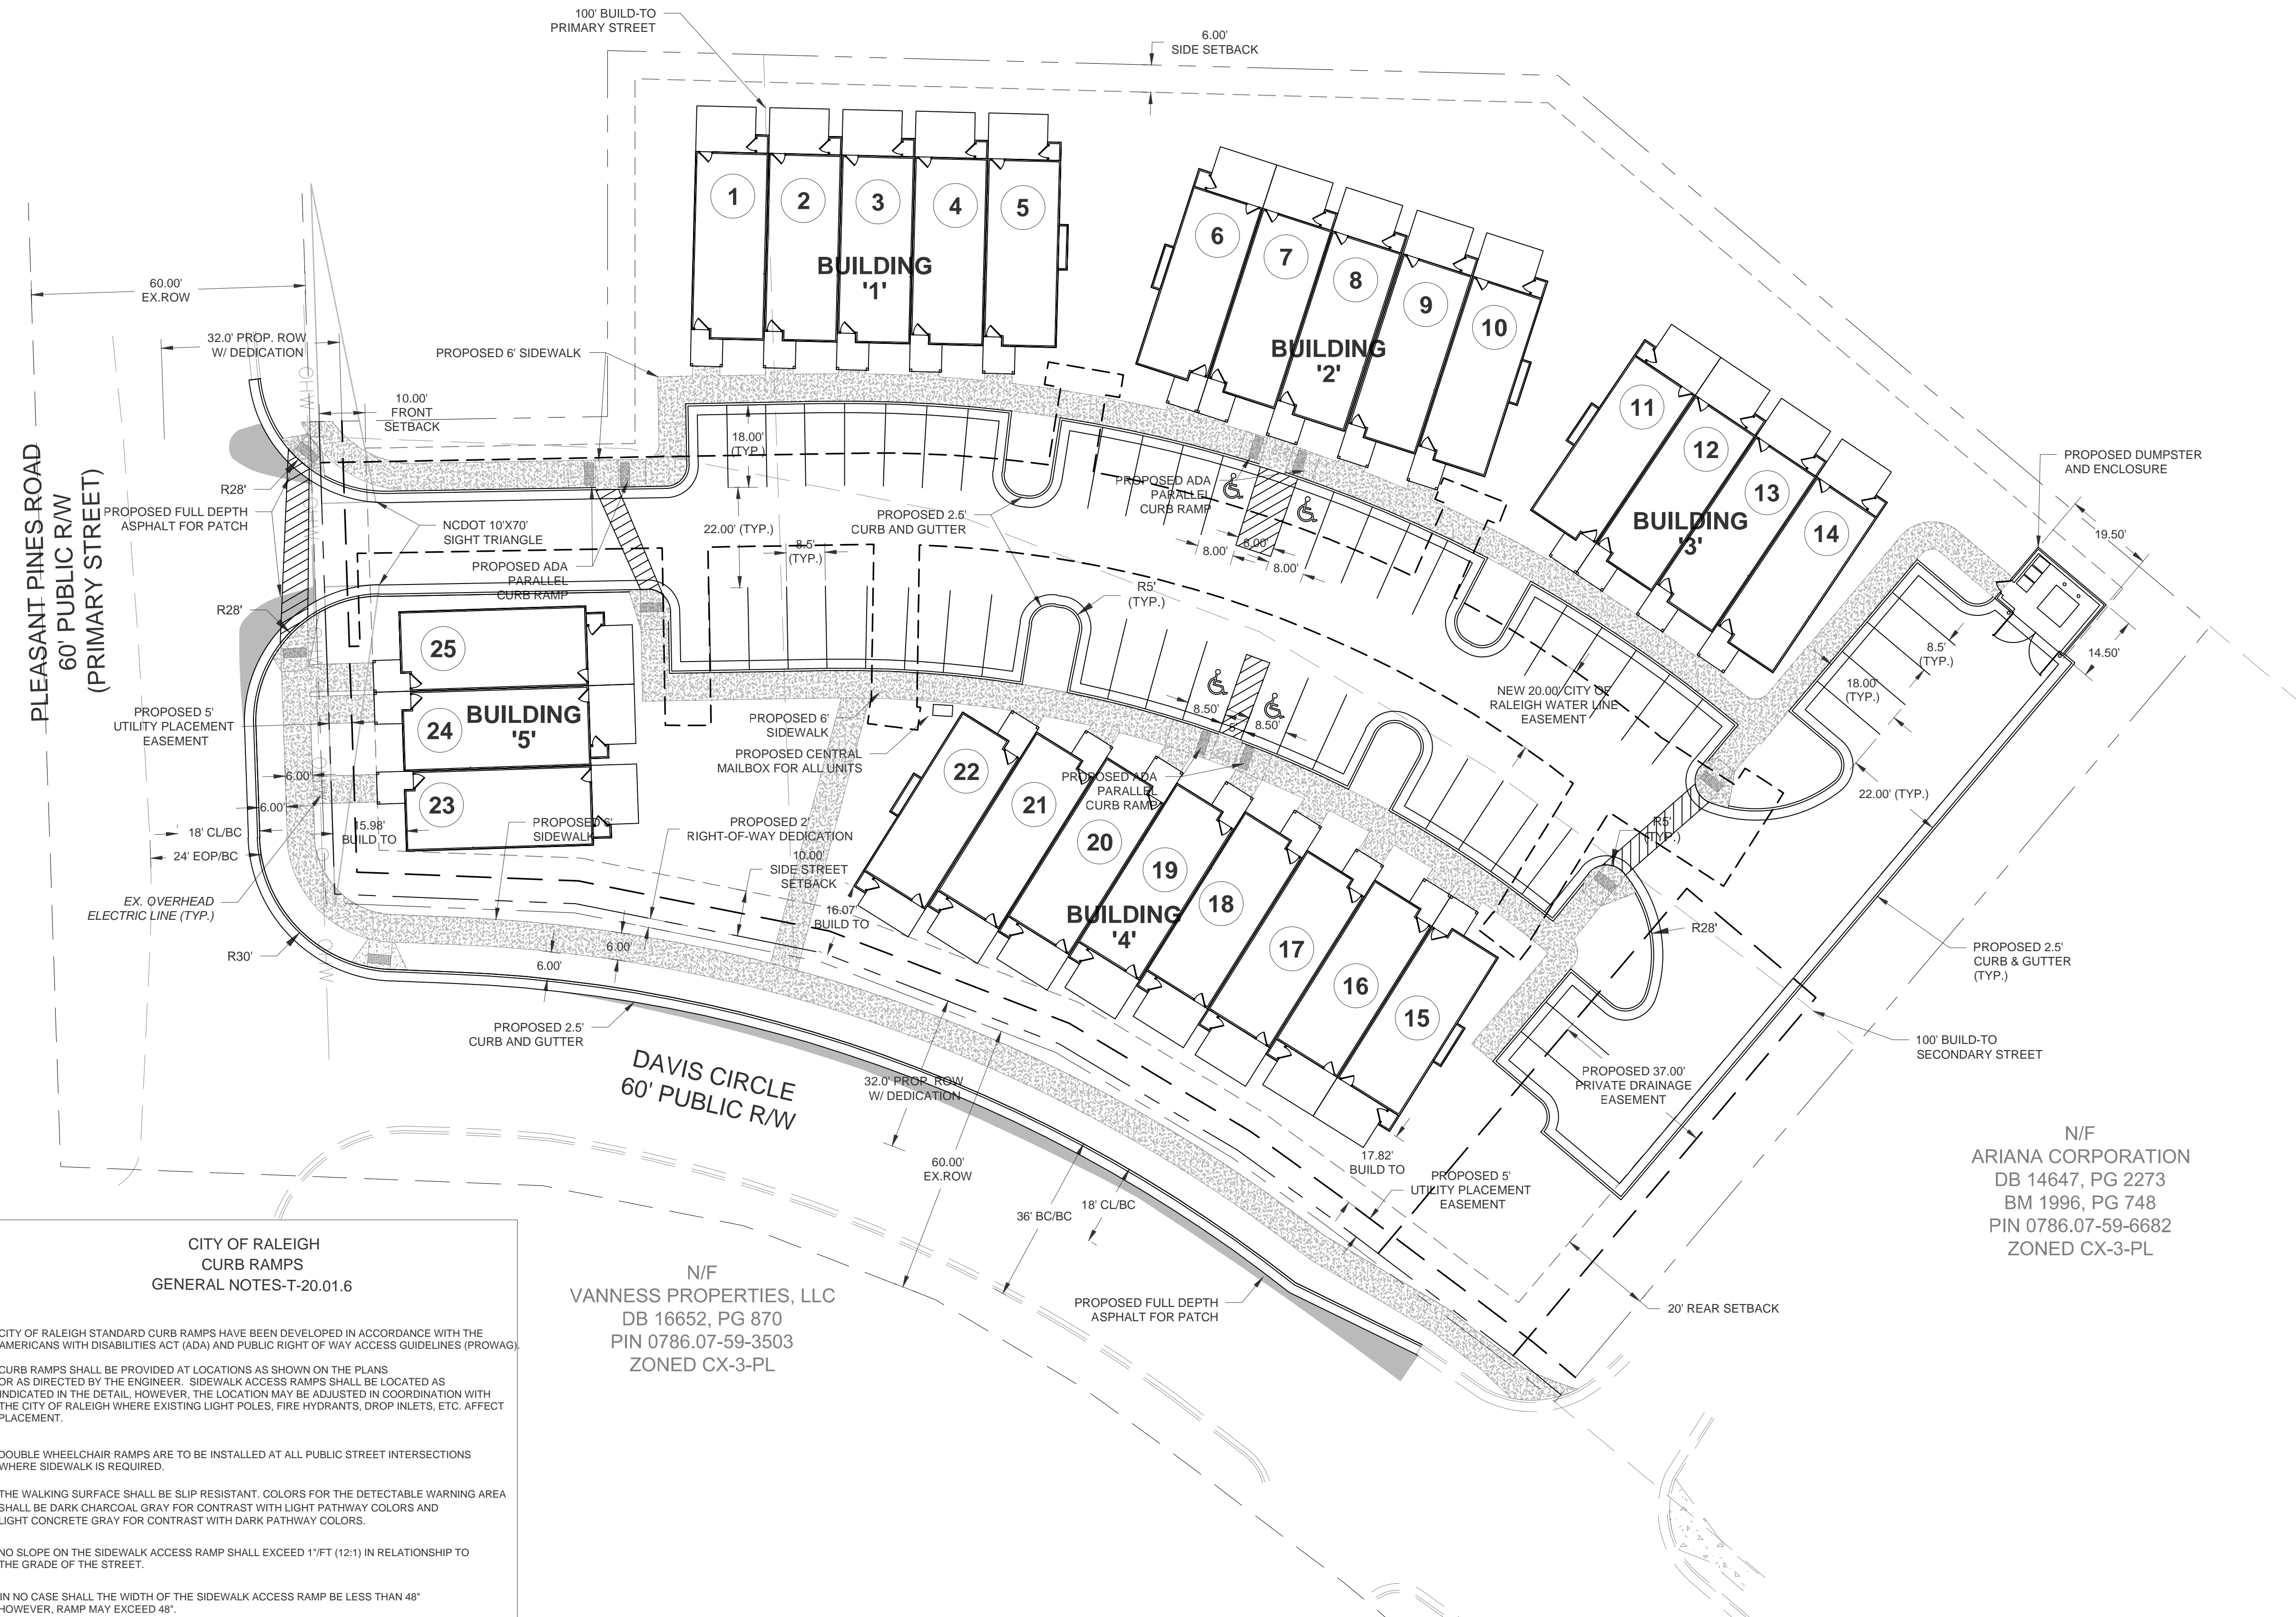 100' BUILD-TO
PRIMARY STREET
6.00'
SIDE SETBACK
1
2
3
4
5
BUILDING
'1'
6
7
8
9
10
BUILDING
'2'
11
12
13
14
BUILDING
'3'
60.00'
EX.ROW
32.0' PROP. ROW
W/ DEDICATION
PROPOSED 6' SIDEWALK
10.00'
FRONT
SETBACK
PLEASANT PINES ROAD
60' PUBLIC R/W
(PRIMARY STREET)
R28'
PROPOSED FULL DEPTH
ASPHALT FOR PATCH
NCDOT 10'X70'
SIGHT TRIANGLE
PROPOSED ADA
PARALLEL
CURB RAMP
R28'
18.00'
(TYP.)
22.00' (TYP.)
8.5'
(TYP.)
PROPOSED 2.5'
CURB AND GUTTER
PROPOSED ADA
PARALLEL
CURB RAMP
8.00'
8.00'
8.00'
R5'
(TYP.)
PROPOSED DUMPSTER
AND ENCLOSURE
19.50'
14.50'
8.5'
(TYP.)
18.00'
(TYP.)
22.00' (TYP.)
NEW 20.00' CITY OF
RALEIGH WATER LINE
EASEMENT
25
24
23
BUILDING
'5'
PROPOSED 5'
UTILITY PLACEMENT
EASEMENT
6.00'
6.00'
18' CL/BC
24' EOP/BC
15.98'
BUILD TO
EX. OVERHEAD
ELECTRIC LINE (TYP.)
R30'
PROPOSED 6'
SIDEWALK
PROPOSED 6'
SIDEWALK
PROPOSED CENTRAL
MAILBOX FOR ALL UNITS
PROPOSED 2'
RIGHT-OF-WAY DEDICATION
10.00'
SIDE STREET
SETBACK
16.07'
BUILD TO
6.00'
6.00'
8.50'
5'
8.50'
PROPOSED ADA
PARALLEL
CURB RAMP
22
21
20
19
18
17
16
15
BUILDING
'4'
R5'
(TYP.)
R28'
PROPOSED 2.5'
CURB & GUTTER
(TYP.)
100' BUILD-TO
SECONDARY STREET
PROPOSED 37.00'
PRIVATE DRAINAGE
EASEMENT
PROPOSED 2.5'
CURB AND GUTTER
DAVIS CIRCLE
60' PUBLIC R/W
32.0' PROP. ROW
W/ DEDICATION
60.00'
EX.ROW
36' BC/BC
18' CL/BC
17.82'
BUILD TO
PROPOSED 5'
UTILITY PLACEMENT
EASEMENT
PROPOSED FULL DEPTH
ASPHALT FOR PATCH
20' REAR SETBACK
N/F
ARIANA CORPORATION
DB 14647, PG 2273
BM 1996, PG 748
PIN 0786.07-59-6682
ZONED CX-3-PL
N/F
VANNESS PROPERTIES, LLC
DB 16652, PG 870
PIN 0786.07-59-3503
ZONED CX-3-PL
CITY OF RALEIGH
CURB RAMPS
GENERAL NOTES-T-20.01.6
CITY OF RALEIGH STANDARD CURB RAMPS HAVE BEEN DEVELOPED IN ACCORDANCE WITH THE
AMERICANS WITH DISABILITIES ACT (ADA) AND PUBLIC RIGHT OF WAY ACCESS GUIDELINES (PROWAG).
CURB RAMPS SHALL BE PROVIDED AT LOCATIONS AS SHOWN ON THE PLANS
OR AS DIRECTED BY THE ENGINEER. SIDEWALK ACCESS RAMPS SHALL BE LOCATED AS
INDICATED IN THE DETAIL, HOWEVER, THE LOCATION MAY BE ADJUSTED IN COORDINATION WITH
THE CITY OF RALEIGH WHERE EXISTING LIGHT POLES, FIRE HYDRANTS, DROP INLETS, ETC. AFFECT
PLACEMENT.
DOUBLE WHEELCHAIR RAMPS ARE TO BE INSTALLED AT ALL PUBLIC STREET INTERSECTIONS
WHERE SIDEWALK IS REQUIRED.
THE WALKING SURFACE SHALL BE SLIP RESISTANT. COLORS FOR THE DETECTABLE WARNING AREA
SHALL BE DARK CHARCOAL GRAY FOR CONTRAST WITH LIGHT PATHWAY COLORS AND
LIGHT CONCRETE GRAY FOR CONTRAST WITH DARK PATHWAY COLORS.
NO SLOPE ON THE SIDEWALK ACCESS RAMP SHALL EXCEED 1"/FT (12:1) IN RELATIONSHIP TO
THE GRADE OF THE STREET.
IN NO CASE SHALL THE WIDTH OF THE SIDEWALK ACCESS RAMP BE LESS THAN 48"
HOWEVER, RAMP MAY EXCEED 48".